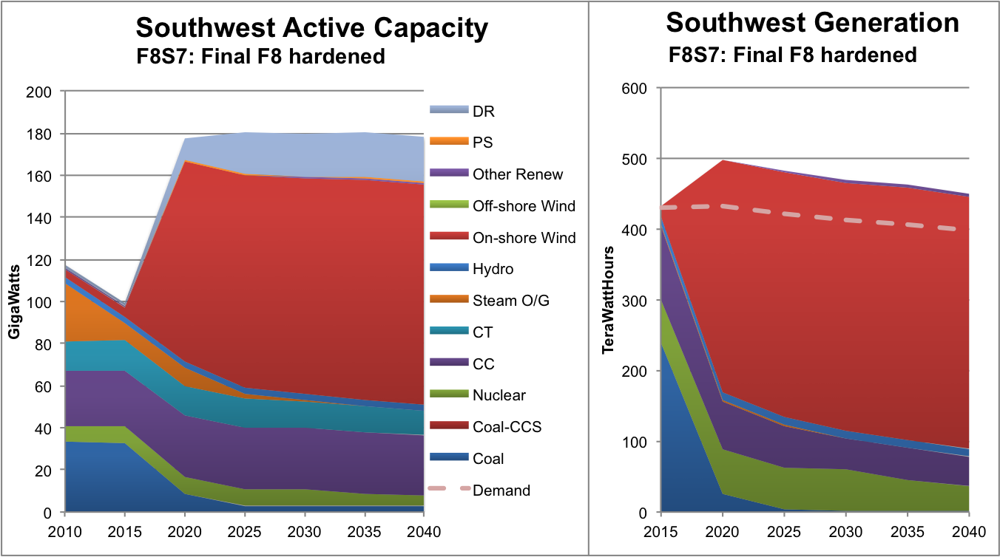 Southwest Active Capacity
F8S7: Final F8 hardened
GigaWatts
200
180
160
140
120
100
80
60
40
20
0
2010 2015 2020 2025 2030 2035 2040
DR
PS
Other Renew
Off-shore Wind
On-shore Wind
Hydro
Steam O/G
CT
CC
Nuclear
Coal-CCS
Coal
Demand
Southwest Generation
F8S7: Final F8 hardened
TeraWattHours
600
500
400
300
200
100
0
2015 2020 2025 2030 2035 2040